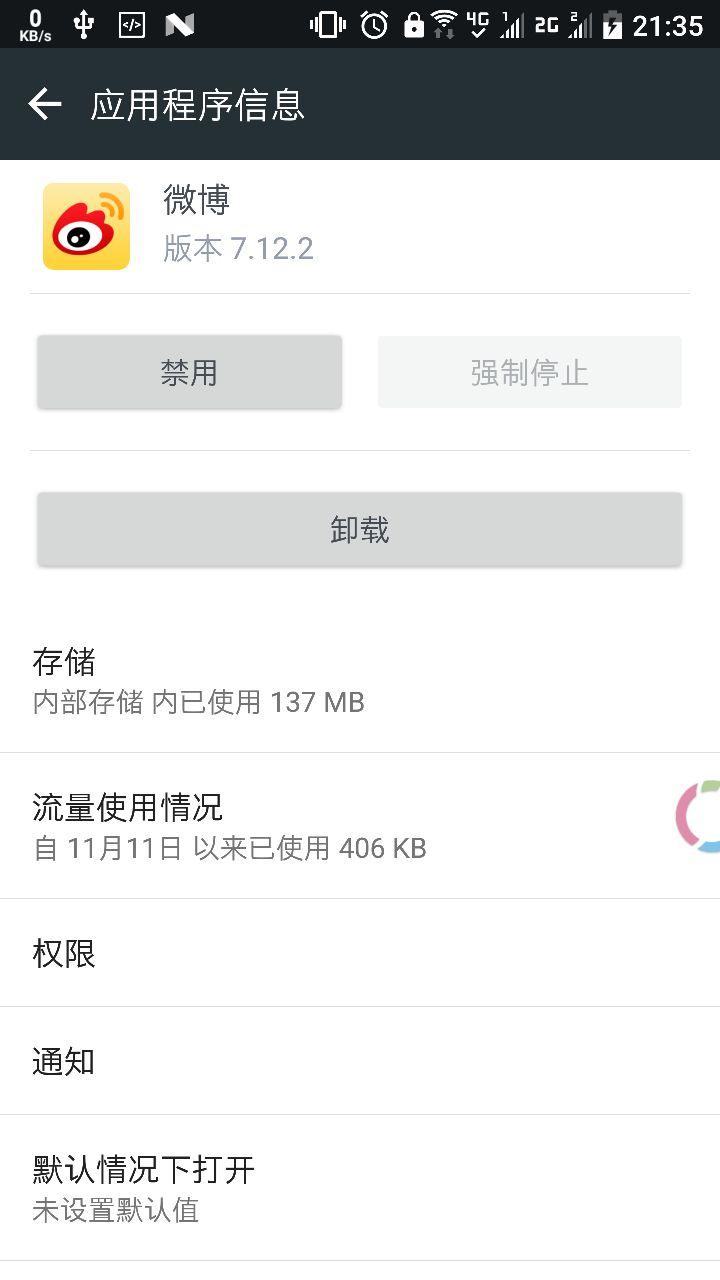 0
KB/s
</>
4G
1
2G
2
21:35
应用程序信息
微博
版本 7.12.2
禁用
强制停止
卸载
存储
内部存储 内已使用 137 MB
流量使用情况
自 11月11日 以来已使用 406 KB
权限
通知
默认情况下打开
未设置默认值